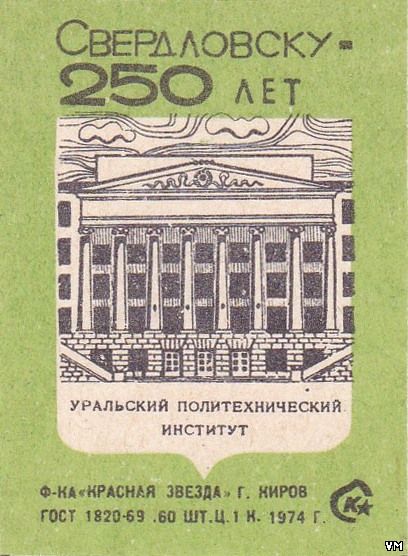 СВЕРДЛОВСКУ-
250 ЛЕТ
УРАЛЬСКИЙ ПОЛИТЕХНИЧЕСКИЙ
ИНСТИТУТ
Ф-КА «КРАСНАЯ ЗВЕЗДА» Г. КИРОВ
ГОСТ 1820-69 .60 ШТ.Ц.1 К. 1974 Г.
К
VM